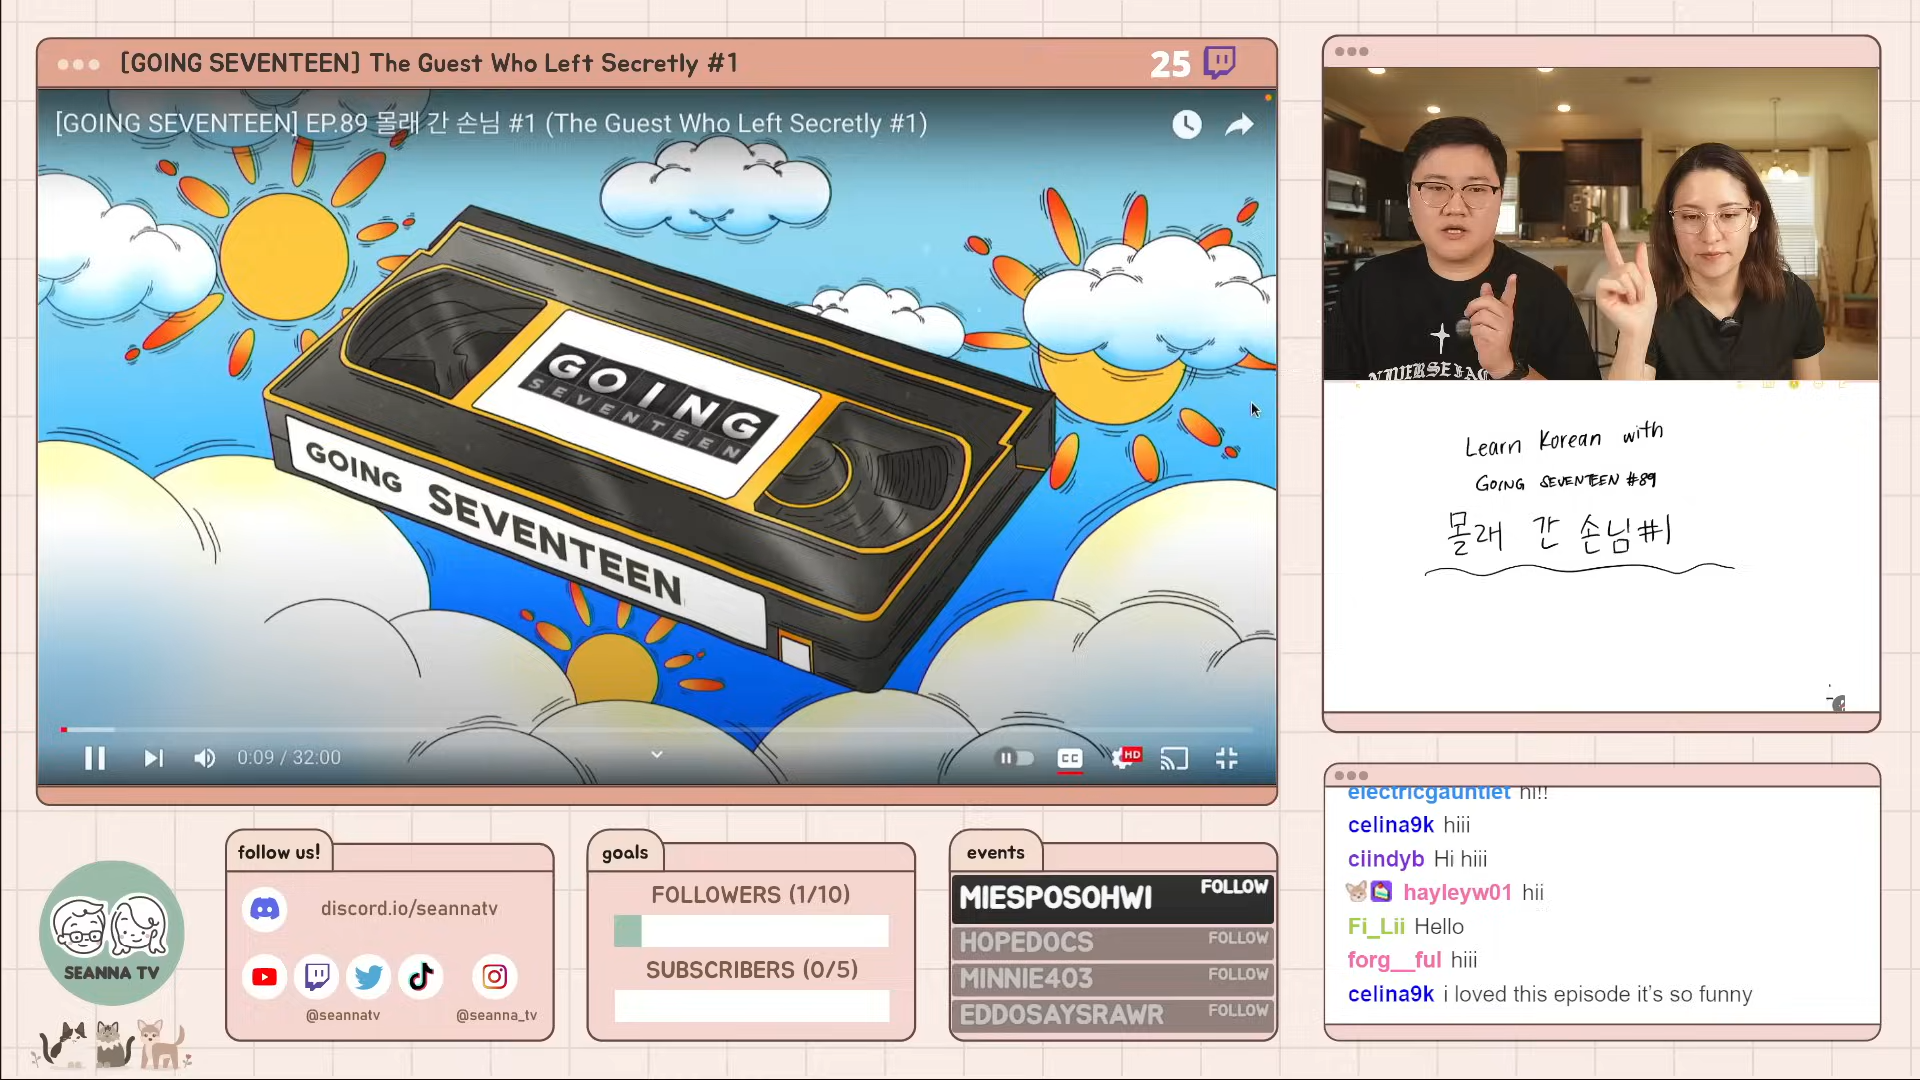 [GOING SEVENTEEN] The Guest Who Left Secretly #1
25
[GOING SEVENTEEN] EP.89 몰래 간 손님 #1 (The Guest Who Left Secretly #1)
GOING
SEVENTEEN
GOING SEVENTEEN
0:09 / 32:00
CC
HD
Learn Korean with
GOING SEVENTEEN #89
몰래 간 손님 #1
electricgauntlet hi!!
celina9k hiii
ciindyb Hi hiii
hayleyw01 hii
Fi_Lii Hello
forg__ful hiii
celina9k i loved this episode it's so funny
SEANNA TV
follow us!
discord.io/seannatv
@seannatv
@seanna_tv
goals
FOLLOWERS (1/10)
SUBSCRIBERS (0/5)
events
MIESPOSOHWI FOLLOW
HOPEDOCS FOLLOW
MINNIE403 FOLLOW
EDDOSAYSRAWR FOLLOW